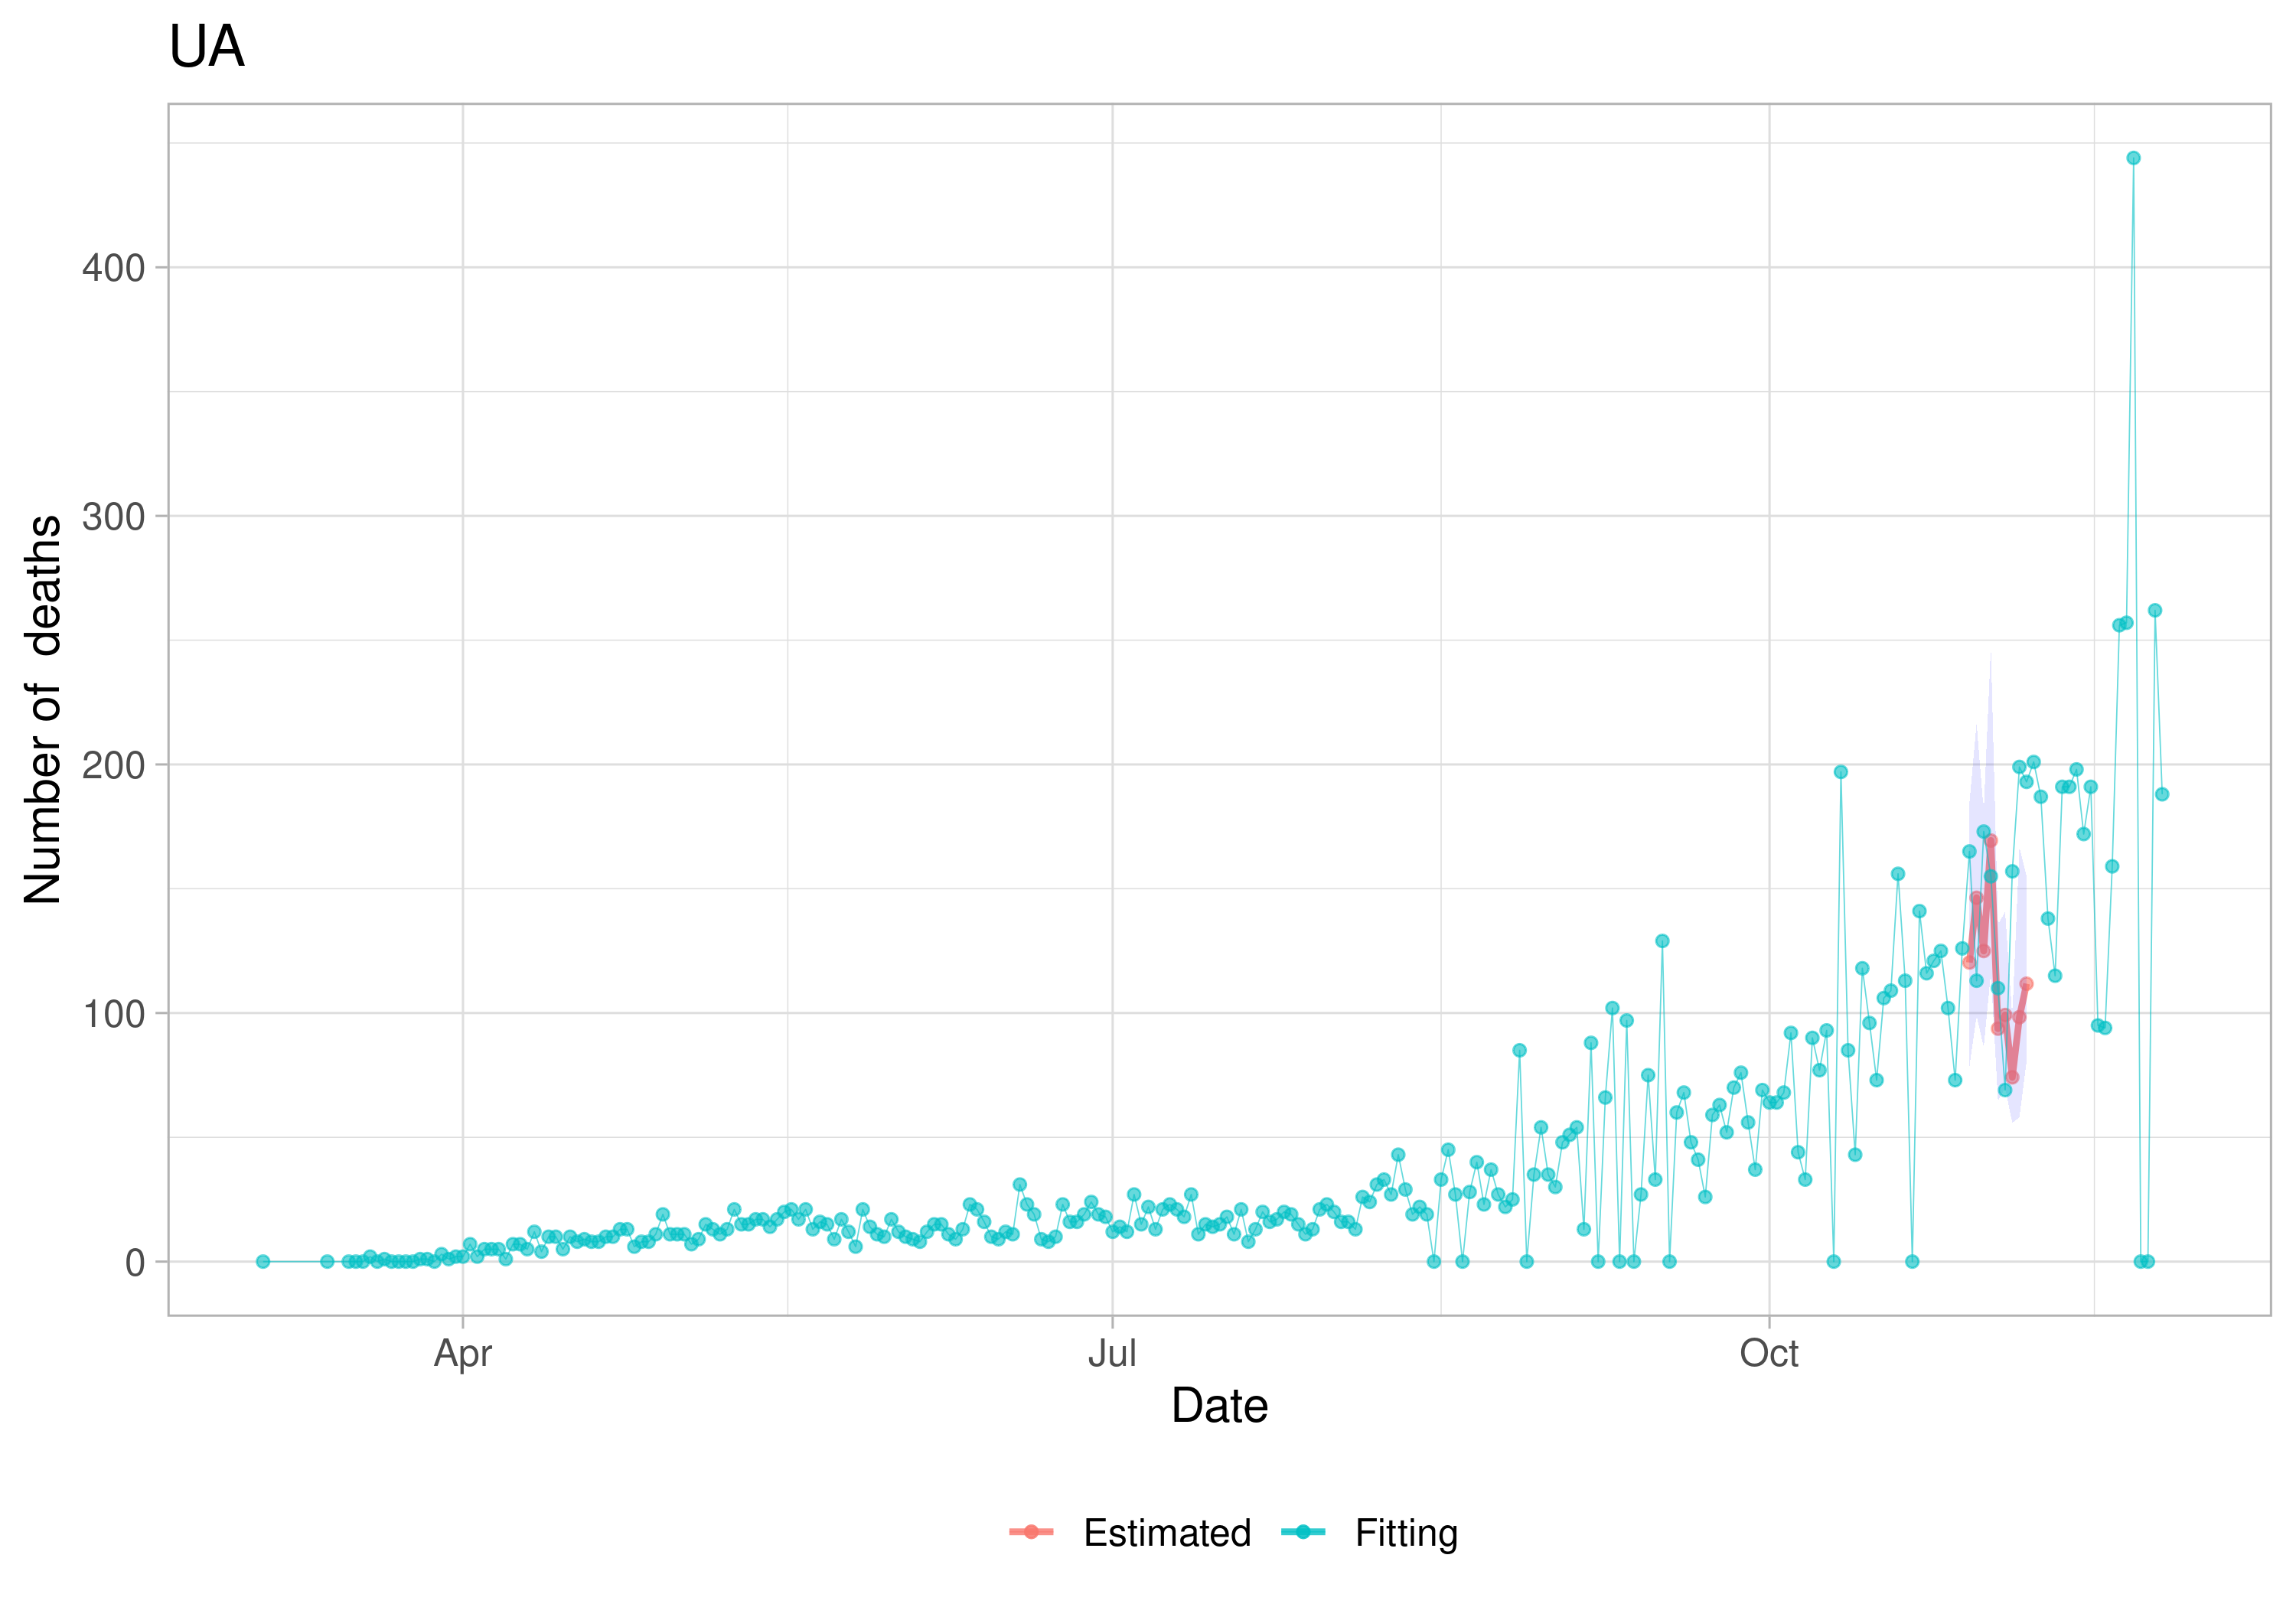 UA
Number of  deaths
400
300
200
100
0
Apr
Jul
Oct
Date
Estimated
Fitting